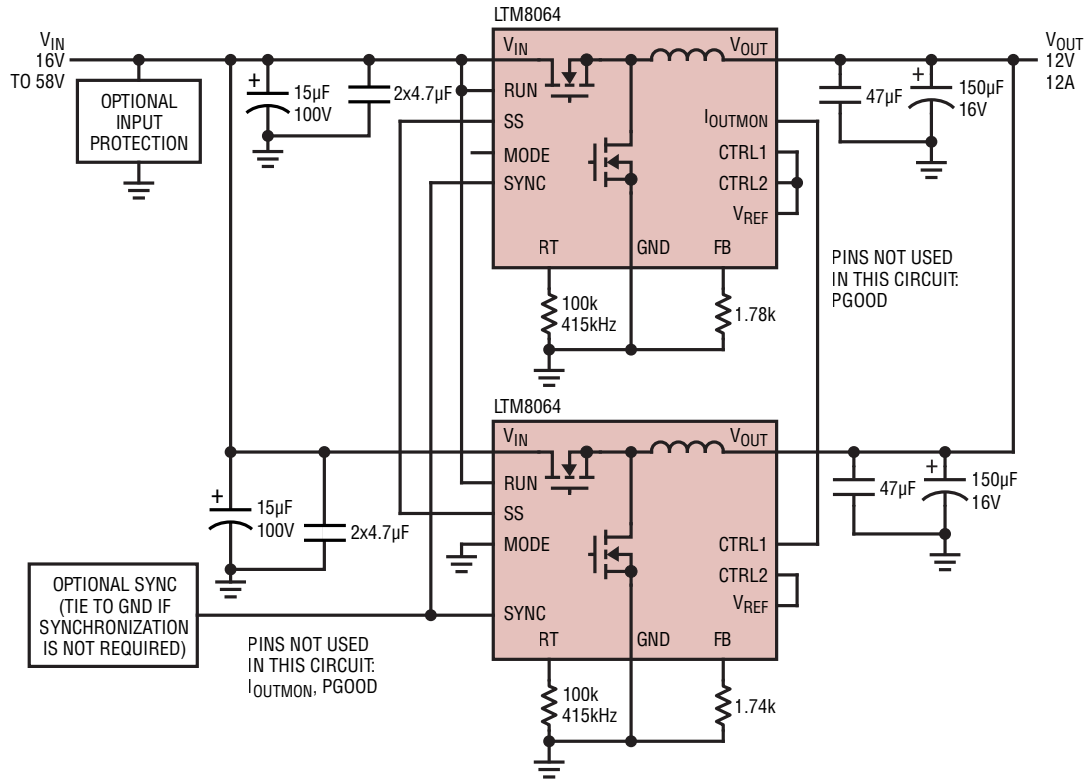 LTM8064
VIN
16V
TO 58V
OPTIONAL
INPUT
PROTECTION
+
15µF
100V
2x4.7µF
VIN
RUN
SS
MODE
SYNC
RT
GND
FB
VOUT
IOUTMON
CTRL1
CTRL2
VREF
47µF
+
150µF
16V
VOUT
12V
12A
100k
415kHz
1.78k
PINS NOT USED
IN THIS CIRCUIT:
PGOOD
LTM8064
+
15µF
100V
2x4.7µF
VIN
RUN
SS
MODE
SYNC
RT
GND
FB
VOUT
CTRL1
CTRL2
VREF
47µF
+
150µF
16V
OPTIONAL SYNC
(TIE TO GND IF
SYNCHRONIZATION
IS NOT REQUIRED)
PINS NOT USED
IN THIS CIRCUIT:
IOUTMON, PGOOD
100k
415kHz
1.74k